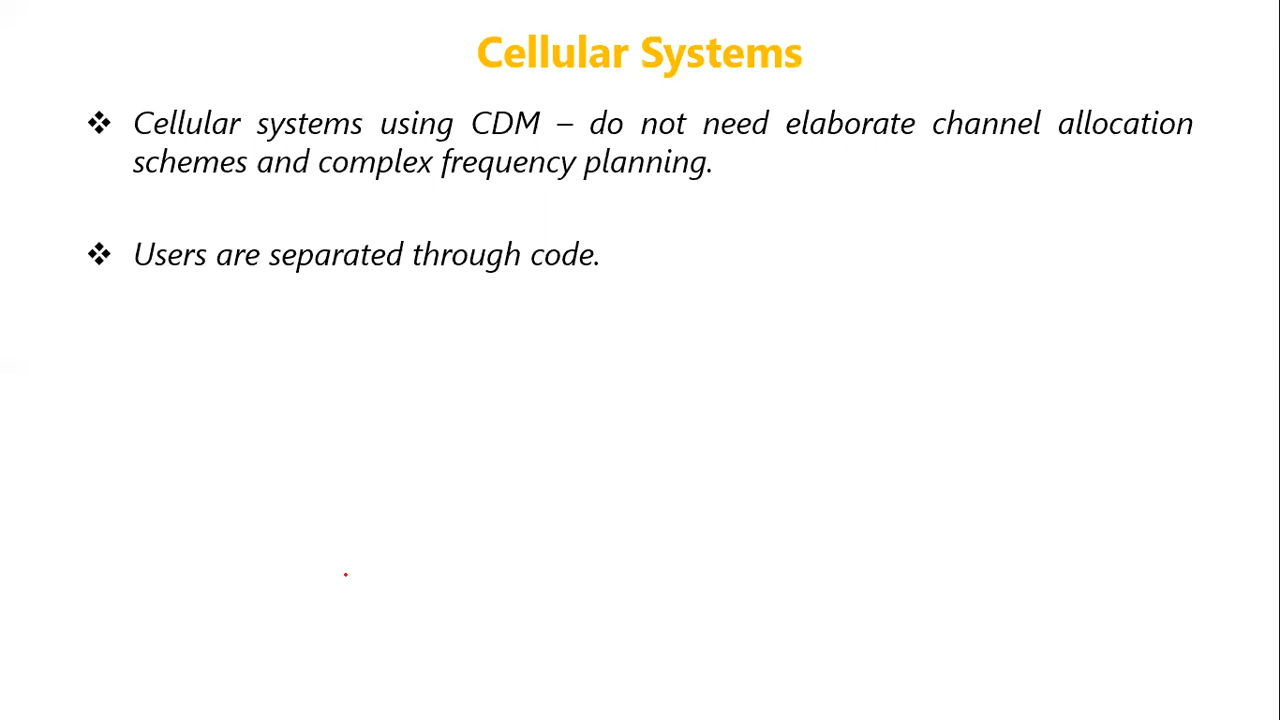 Cellular Systems
❖ Cellular systems using CDM – do not need elaborate channel allocation
schemes and complex frequency planning.
❖ Users are separated through code.